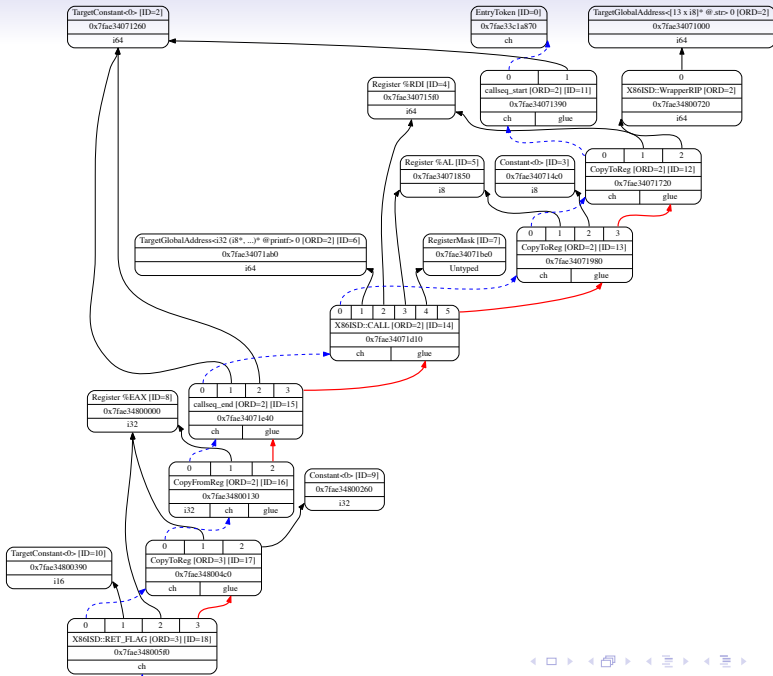 TargetConstant<0> [ID=2]
0x7fae34071260
i64
EntryToken [ID=0]
0x7fae33c1a870
ch
TargetGlobalAddress<[13 x i8]* @.str> 0 [ORD=2]
0x7fae34071000
i64
0 1
callseq_start [ORD=2] [ID=11]
0x7fae34071390
ch glue
0
X86ISD::WrapperRIP [ORD=2]
0x7fae34800720
i64
Register %RDI [ID=4]
0x7fae340715f0
i64
0 1 2
CopyToReg [ORD=2] [ID=12]
0x7fae34071720
ch glue
Register %AL [ID=5]
0x7fae34071850
i8
Constant<0> [ID=3]
0x7fae340714c0
i8
0 1 2 3
CopyToReg [ORD=2] [ID=13]
0x7fae34071980
ch glue
TargetGlobalAddress<i32 (i8*, ...)* @printf> 0 [ORD=2] [ID=6]
0x7fae34071ab0
i64
RegisterMask [ID=7]
0x7fae34071be0
Untyped
0 1 2 3 4 5
X86ISD::CALL [ORD=2] [ID=14]
0x7fae34071d10
ch glue
0 1 2 3
callseq_end [ORD=2] [ID=15]
0x7fae34071e40
ch glue
Register %EAX [ID=8]
0x7fae34800000
i32
0 1 2
CopyFromReg [ORD=2] [ID=16]
0x7fae34800130
i32 ch glue
Constant<0> [ID=9]
0x7fae34800260
i32
0 1 2
CopyToReg [ORD=3] [ID=17]
0x7fae348004c0
ch glue
TargetConstant<0> [ID=10]
0x7fae34800390
i16
0 1 2 3
X86ISD::RET_FLAG [ORD=3] [ID=18]
0x7fae348005f0
ch